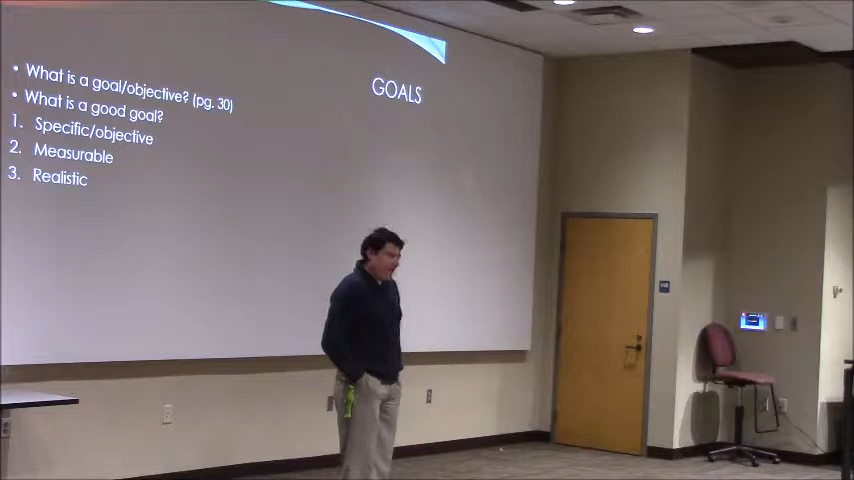 GOALS
• What is a goal/objective? (pg. 30)
• What is a good goal?
1. Specific/objective
2. Measurable
3. Realistic